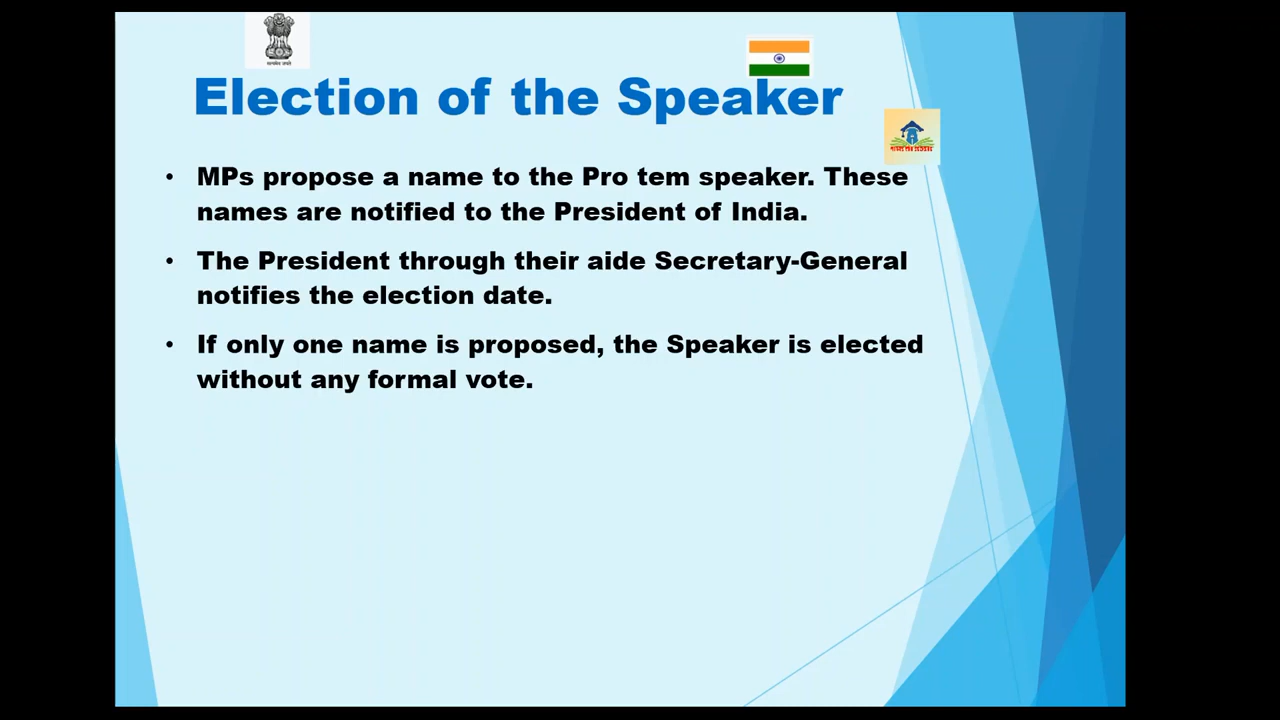 Election of the Speaker
• MPs propose a name to the Pro tem speaker. These
names are notified to the President of India.
• The President through their aide Secretary-General
notifies the election date.
• If only one name is proposed, the Speaker is elected
without any formal vote.